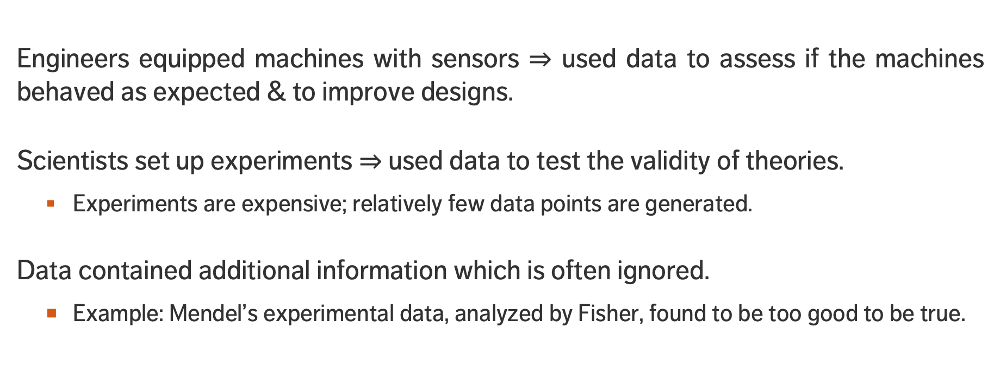 Engineers equipped machines with sensors ⇒ used data to assess if the machines
behaved as expected & to improve designs.
Scientists set up experiments ⇒ used data to test the validity of theories.
▪ Experiments are expensive; relatively few data points are generated.
Data contained additional information which is often ignored.
▪ Example: Mendel’s experimental data, analyzed by Fisher, found to be too good to be true.